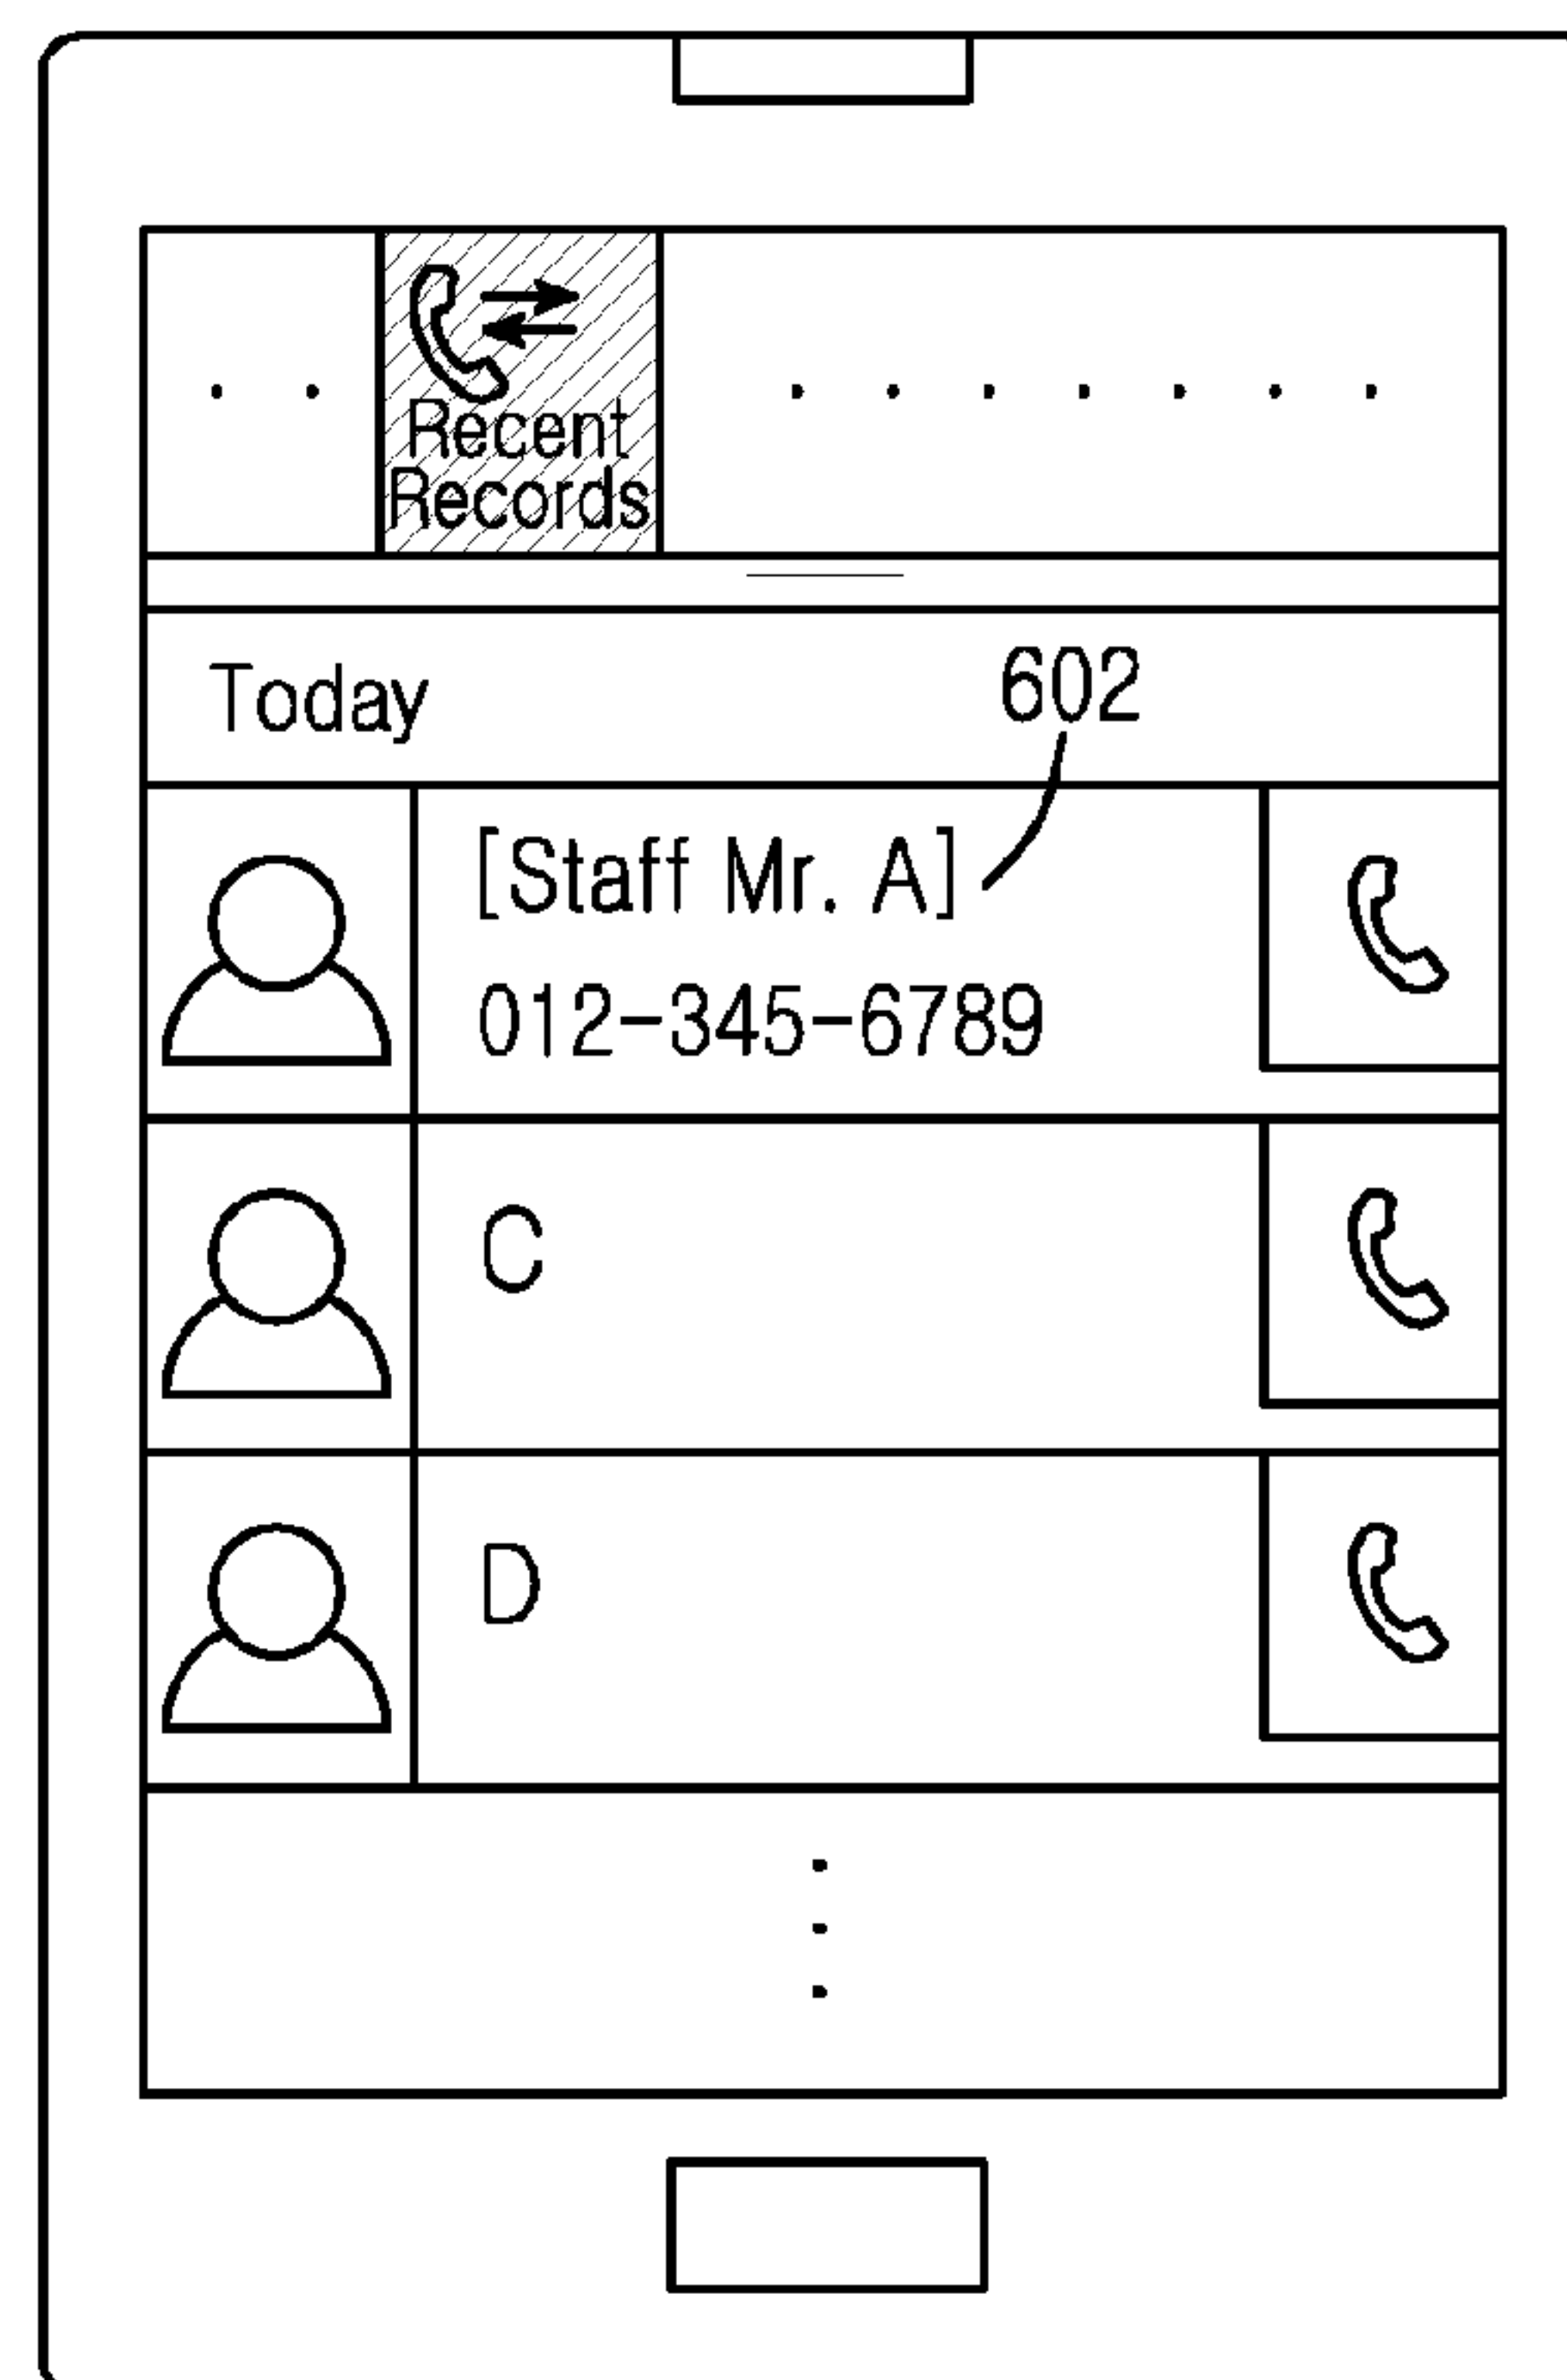 Recent
Records
Today
602
[Staff Mr. A]
012-345-6789
C
D